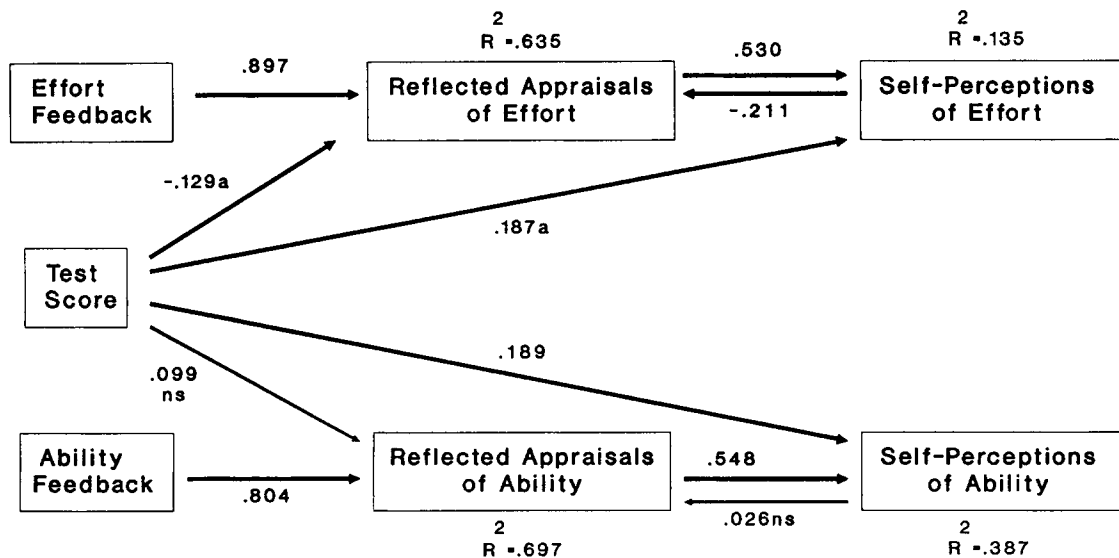 2
R =.635
2
R =.135
.897
.530
Effort
Feedback
Reflected Appraisals
of Effort
Self-Perceptions
of Effort
-.211
-.129a
.187a
Test
Score
.189
.099
ns
Ability
Feedback
Reflected Appraisals
of Ability
Self-Perceptions
of Ability
.548
.804
.026ns
2
R =.697
2
R =.387